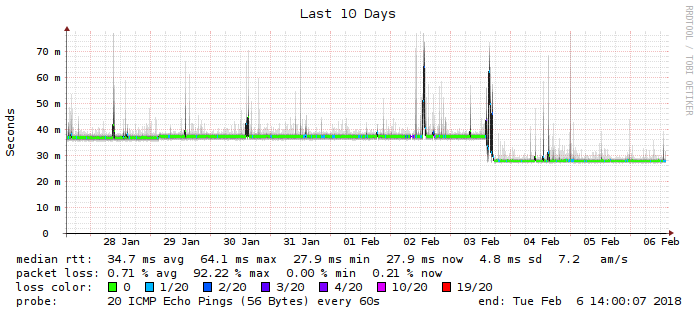 Last 10 Days
RRDTOOL / TOBI OETIKER
Seconds
70 m
60 m
50 m
40 m
30 m
20 m
10 m
0
28 Jan 29 Jan 30 Jan 31 Jan 01 Feb 02 Feb 03 Feb 04 Feb 05 Feb 06 Feb
median rtt: 34.7 ms avg 64.1 ms max 27.9 ms min 27.9 ms now 4.8 ms sd 7.2 am/s
packet loss: 0.71 % avg 92.22 % max 0.00 % min 0.21 % now
loss color: 0 1/20 2/20 3/20 4/20 10/20 19/20
probe: 20 ICMP Echo Pings (56 Bytes) every 60s end: Tue Feb 6 14:00:07 2018